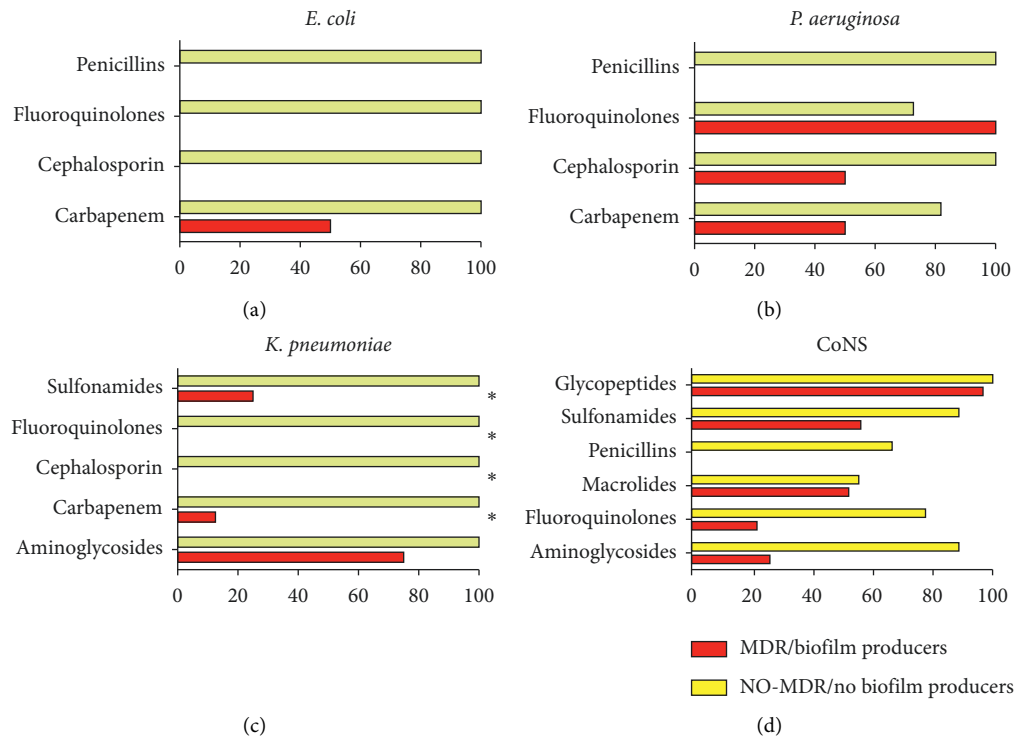 E. coli
Penicillins
Fluoroquinolones
Cephalosporin
Carbapenem
0 20 40 60 80 100
(a)
P. aeruginosa
Penicillins
Fluoroquinolones
Cephalosporin
Carbapenem
0 20 40 60 80 100
(b)
K. pneumoniae
Sulfonamides
*
Fluoroquinolones
*
Cephalosporin
*
Carbapenem
*
Aminoglycosides
0 20 40 60 80 100
(c)
CoNS
Glycopeptides
Sulfonamides
Penicillins
Macrolides
Fluoroquinolones
Aminoglycosides
0 20 40 60 80 100
MDR/biofilm producers
NO-MDR/no biofilm producers
(d)